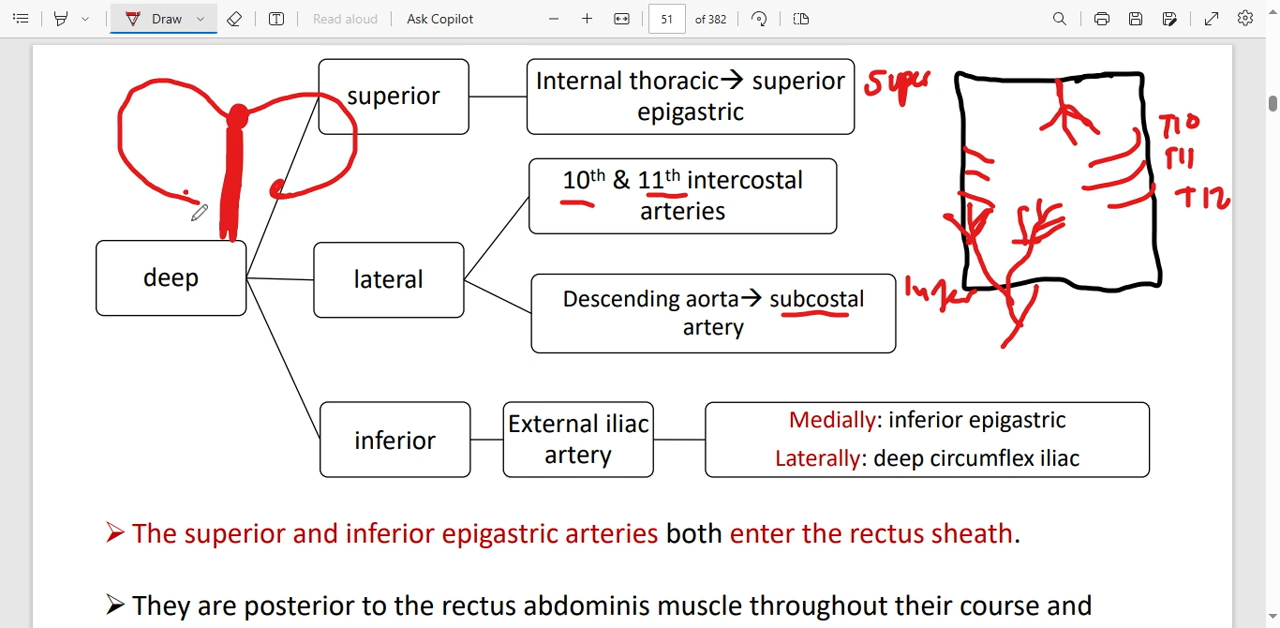 Draw
Read aloud
Ask Copilot
51 of 382
superior
Internal thoracic→ superior
epigastric
Super
10th & 11th intercostal
arteries
T10
T11
T12
deep
lateral
Descending aorta→ subcostal
artery
Infer
inferior
External iliac
artery
Medially: inferior epigastric
Laterally: deep circumflex iliac
➢ The superior and inferior epigastric arteries both enter the rectus sheath.
➢ They are posterior to the rectus abdominis muscle throughout their course and